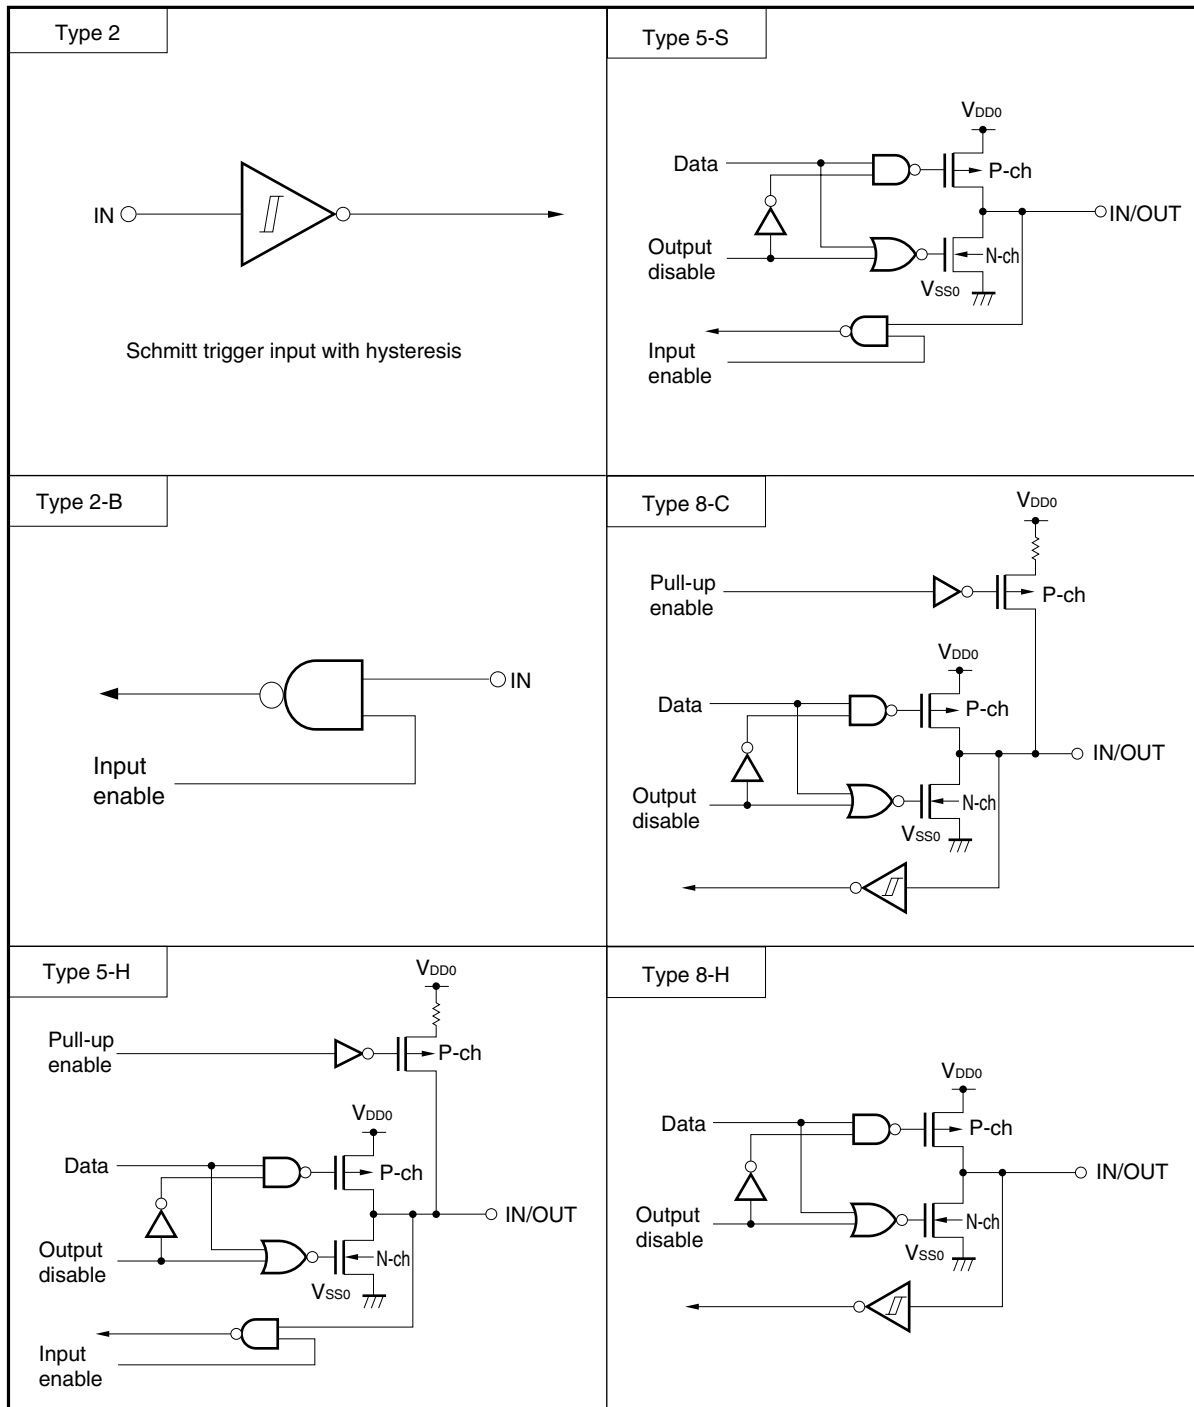 Type 2
IN
Schmitt trigger input with hysteresis
Type 5-S
VDD0
Data
P-ch
IN/OUT
Output
disable
N-ch
VSS0
Input
enable
Type 2-B
IN
Input
enable
Type 8-C
VDD0
Pull-up
enable
P-ch
VDD0
Data
P-ch
IN/OUT
Output
disable
N-ch
VSS0
Type 5-H
VDD0
Pull-up
enable
P-ch
VDD0
Data
P-ch
IN/OUT
Output
disable
N-ch
VSS0
Input
enable
Type 8-H
VDD0
Data
P-ch
IN/OUT
Output
disable
N-ch
VSS0